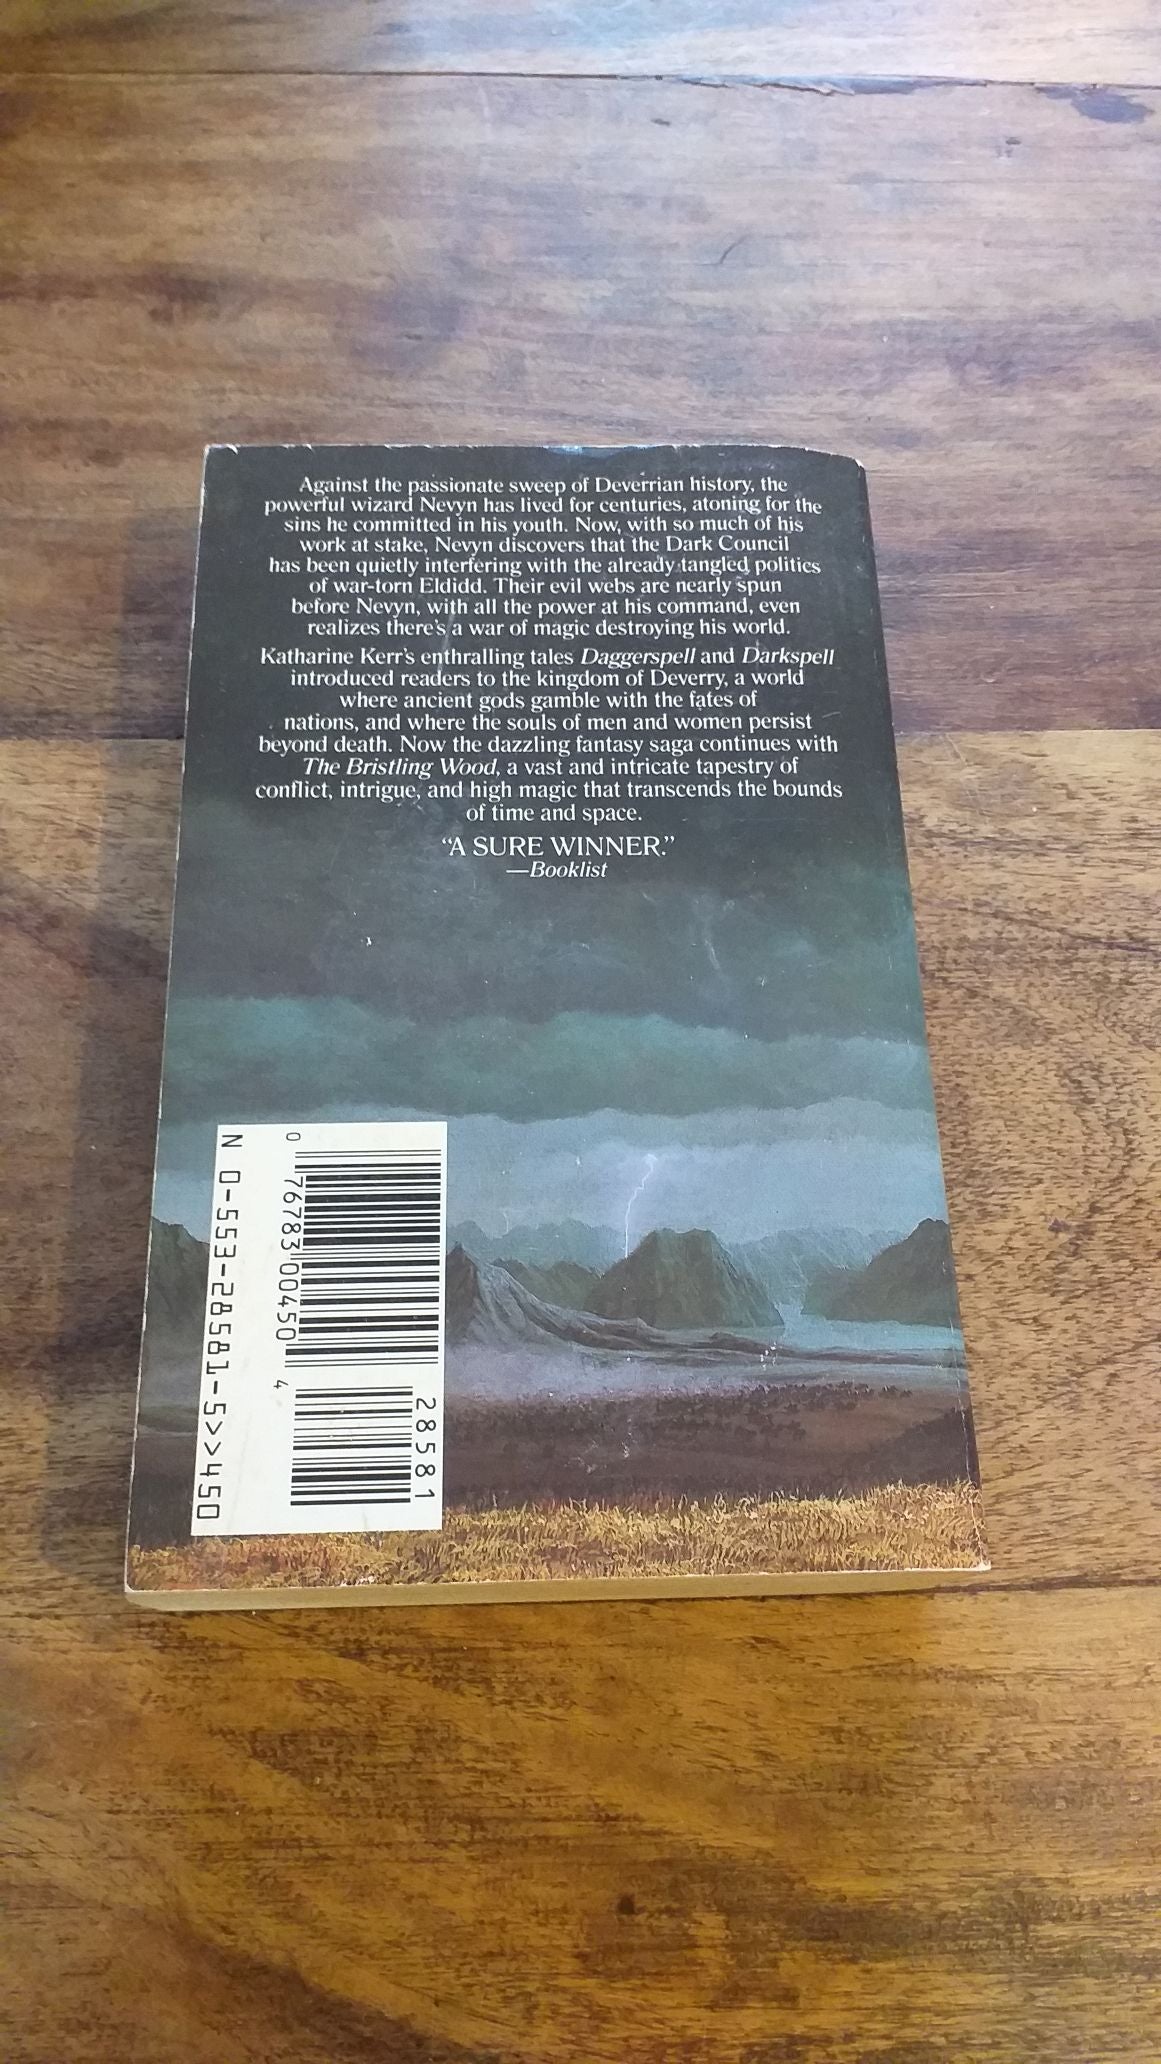 Against the passionate sweep of Deverrian history, the
powerful wizard Nevyn has lived for centuries, atoning for the
sins he committed in his youth. Now, with so much of his
work at stake, Nevyn discovers that the Dark Council
has been quietly interfering with the already tangled politics
of war-torn Eldidd. Their evil webs are nearly spun
before Nevyn, with all the power at his command, even
realizes there's a war of magic destroying his world.
Katharine Kerr's enthralling tales Daggerspell and Darkspell
introduced readers to the kingdom of Deverry, a world
where ancient gods gamble with the fates of
nations, and where the souls of men and women persist
beyond death. Now the dazzling fantasy saga continues with
The Bristling Wood, a vast and intricate tapestry of
conflict, intrigue, and high magic that transcends the bounds
of time and space.
"A SURE WINNER."
—Booklist
28581
0 76783 00450 4
N 0-553-28581-5>>450